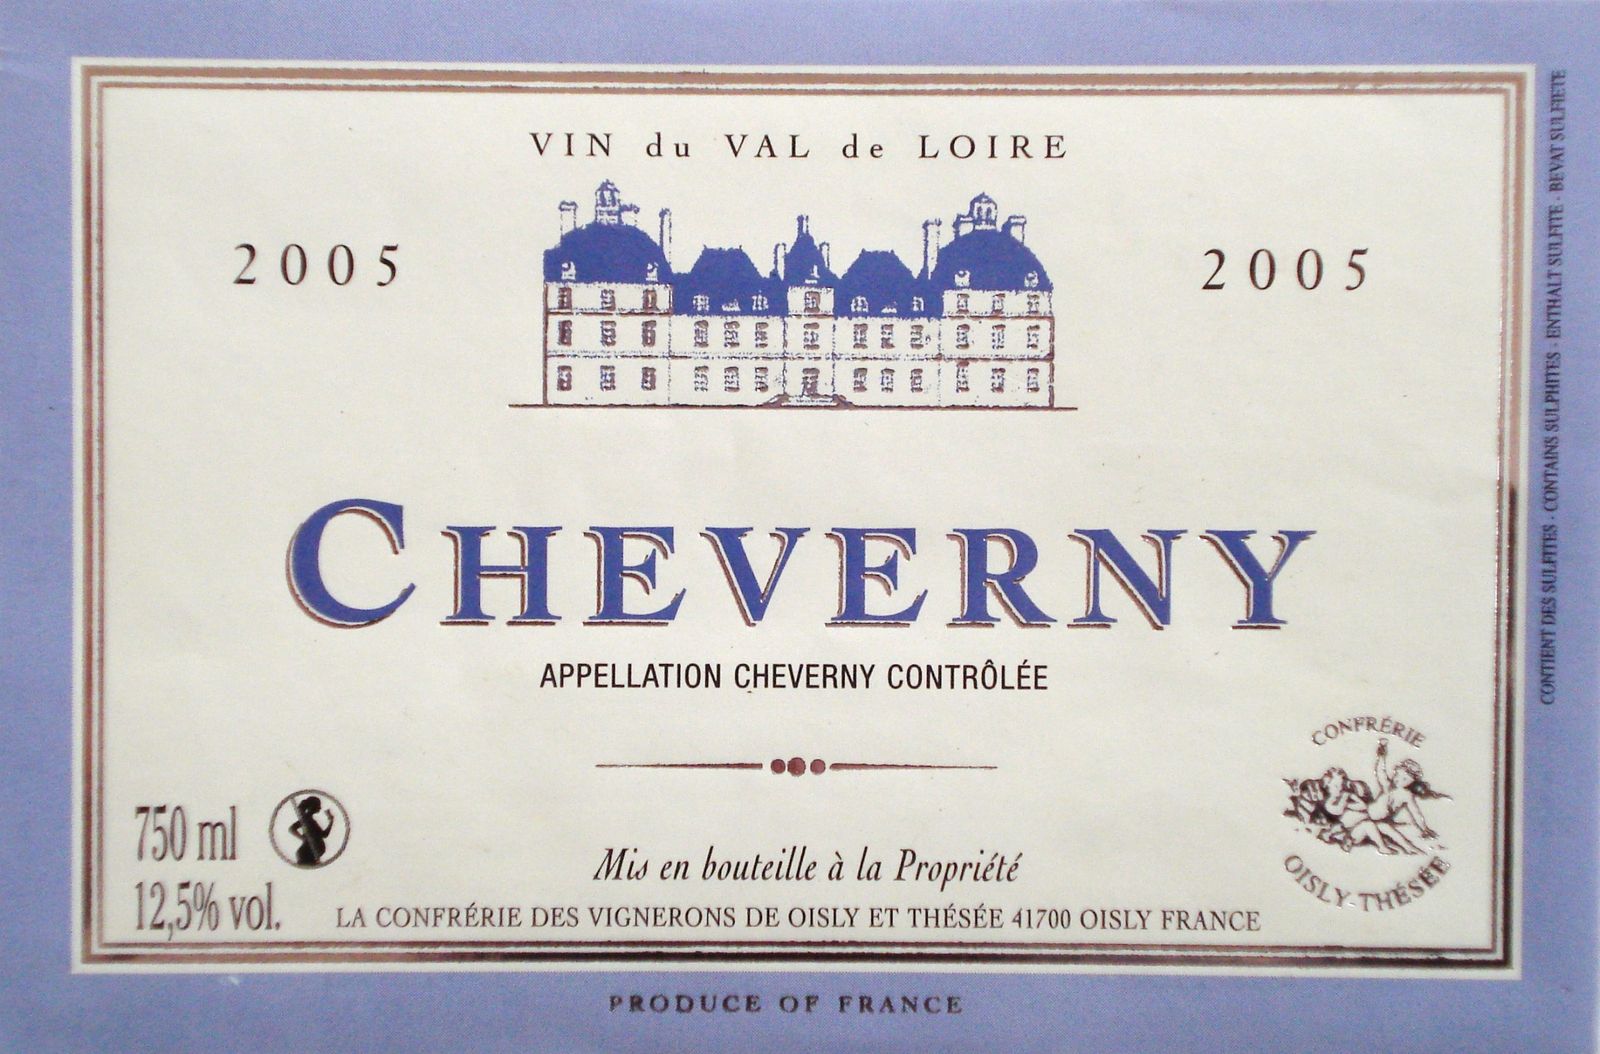 VIN du VAL de LOIRE
2005
2005
CHEVERNY
APPELLATION CHEVERNY CONTRÔLÉE
750 ml
12,5% vol.
Mis en bouteille à la Propriété
LA CONFRÉRIE DES VIGNERONS DE OISLY ET THÉSÉE 41700 OISLY FRANCE
CONFRÉRIE
OISLY-THÉSÉE
PRODUCE OF FRANCE
CONTIENT DES SULFITES - CONTAINS SULPHITES - ENTHALT SULFITE - BEVAT SULFIETE